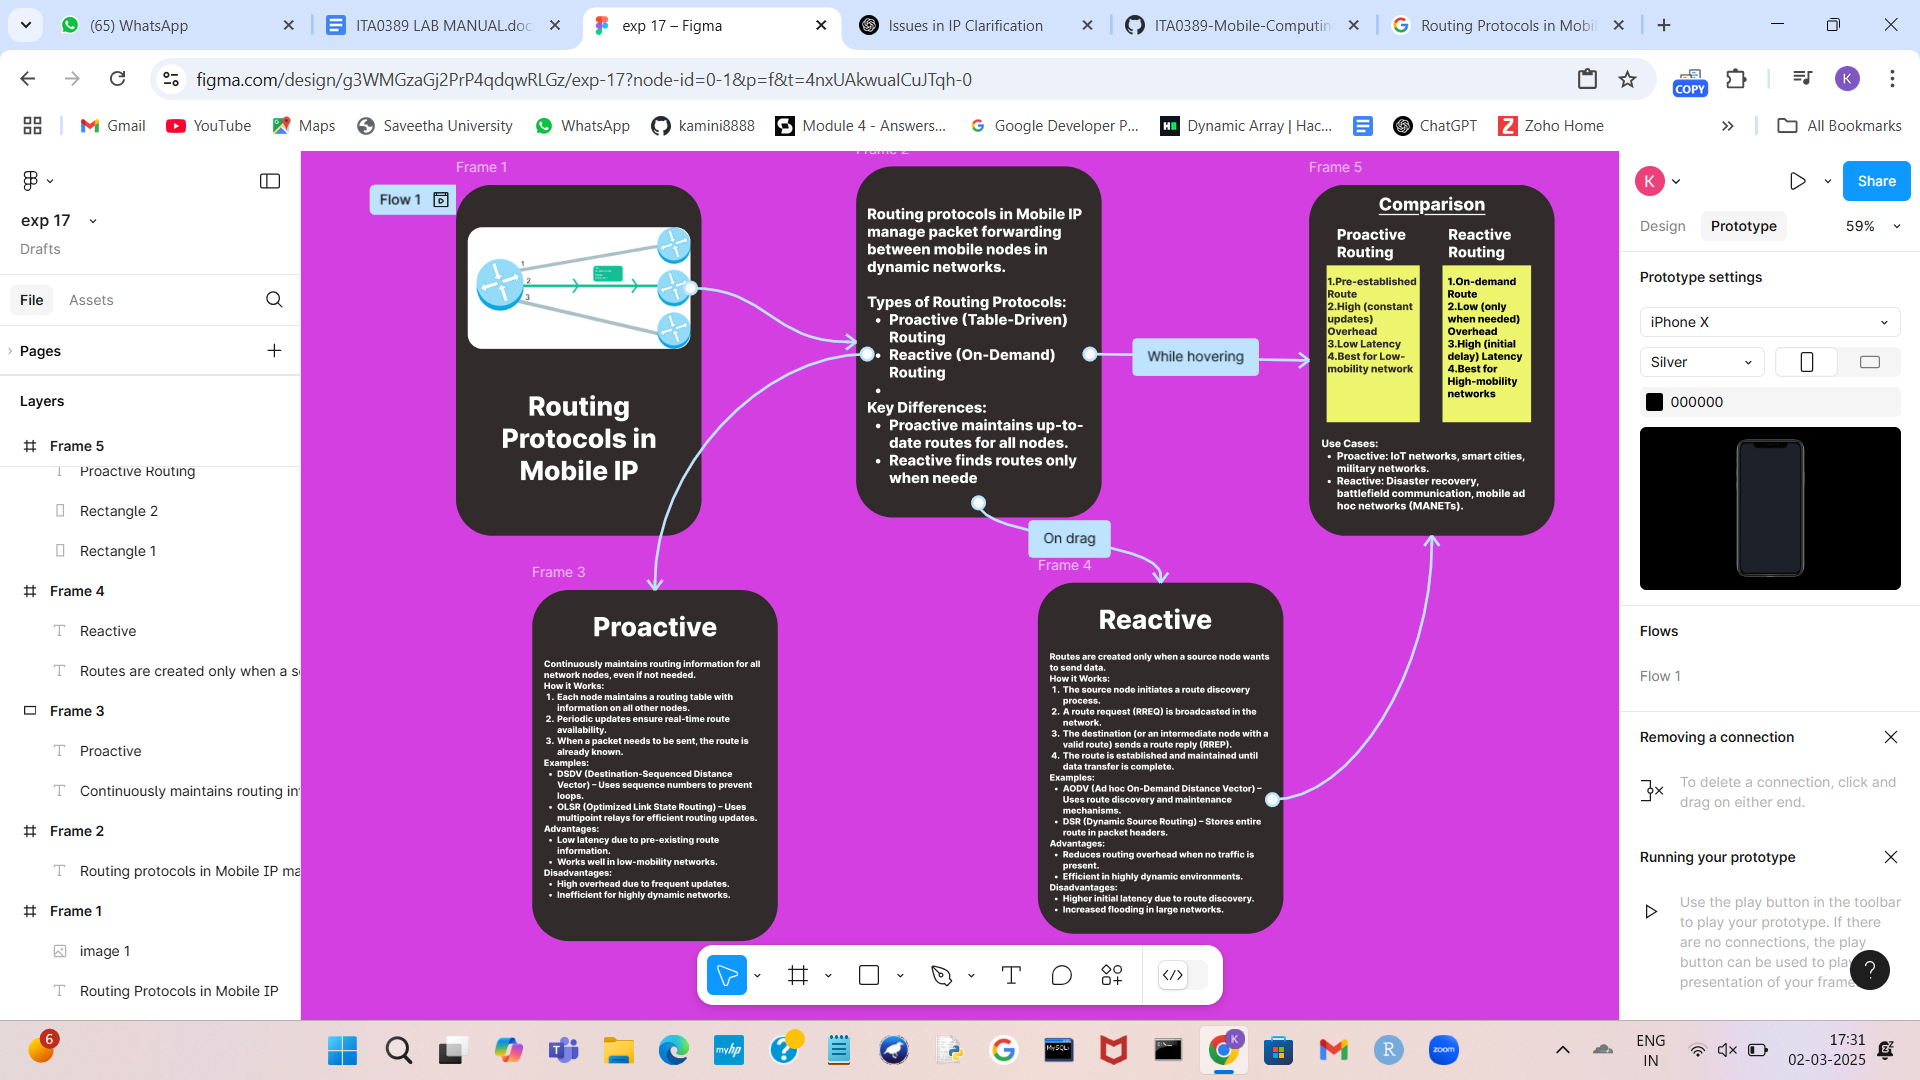 (65) WhatsApp
ITA0389 LAB MANUAL.doc
exp 17 – Figma
Issues in IP Clarification
ITA0389-Mobile-Computin
Routing Protocols in Mobi
figma.com/design/g3WMGzaGj2PrP4qdqwRLGz/exp-17?node-id=0-1&p=f&t=4nxUAkwuaICuJTqh-0
COPY
K
Gmail
YouTube
Maps
Saveetha University
WhatsApp
kamini8888
Module 4 - Answers...
Google Developer P...
Dynamic Array | Hac...
ChatGPT
Zoho Home
All Bookmarks
exp 17
Drafts
File
Assets
Pages
Layers
Frame 5
Proactive Routing
Rectangle 2
Rectangle 1
Frame 4
Reactive
Routes are created only when a s
Frame 3
Proactive
Continuously maintains routing in
Frame 2
Routing protocols in Mobile IP ma
Frame 1
image 1
Routing Protocols in Mobile IP
Frame 1
Flow 1
1
2
3
Routing
Protocols in
Mobile IP
Frame 2
Routing protocols in Mobile IP
manage packet forwarding
between mobile nodes in
dynamic networks.
Types of Routing Protocols:
• Proactive (Table-Driven)
Routing
• Reactive (On-Demand)
Routing
•
Key Differences:
• Proactive maintains up-to-
date routes for all nodes.
• Reactive finds routes only
when neede
While hovering
On drag
Frame 5
Comparison
Proactive
Routing
1.Pre-established
Route
2.High (constant
updates)
Overhead
3.Low Latency
4.Best for Low-
mobility network
Reactive
Routing
1.On-demand
Route
2.Low (only
when needed)
Overhead
3.High (initial
delay) Latency
4.Best for
High-mobility
networks
Use Cases:
• Proactive: IoT networks, smart cities,
military networks.
• Reactive: Disaster recovery,
battlefield communication, mobile ad
hoc networks (MANETs).
Frame 3
Proactive
Continuously maintains routing information for all
network nodes, even if not needed.
How it Works:
1. Each node maintains a routing table with
information on all other nodes.
2. Periodic updates ensure real-time route
availability.
3. When a packet needs to be sent, the route is
already known.
Examples:
• DSDV (Destination-Sequenced Distance
Vector) – Uses sequence numbers to prevent
loops.
• OLSR (Optimized Link State Routing) – Uses
multipoint relays for efficient routing updates.
Advantages:
• Low latency due to pre-existing route
information.
• Works well in low-mobility networks.
Disadvantages:
• High overhead due to frequent updates.
• Inefficient for highly dynamic networks.
Frame 4
Reactive
Routes are created only when a source node wants
to send data.
How it Works:
1. The source node initiates a route discovery
process.
2. A route request (RREQ) is broadcasted in the
network.
3. The destination (or an intermediate node with a
valid route) sends a route reply (RREP).
4. The route is established and maintained until
data transfer is complete.
Examples:
• AODV (Ad hoc On-Demand Distance Vector) –
Uses route discovery and maintenance
mechanisms.
• DSR (Dynamic Source Routing) – Stores entire
route in packet headers.
Advantages:
• Reduces routing overhead when no traffic is
present.
• Efficient in highly dynamic environments.
Disadvantages:
• Higher initial latency due to route discovery.
• Increased flooding in large networks.
K
Share
Design
Prototype
59%
Prototype settings
iPhone X
Silver
000000
Flows
Flow 1
Removing a connection
To delete a connection, click and
drag on either end.
Running your prototype
Use the play button in the toolbar
to play your prototype. If there
are no connections, the play
button can be used to pla
presentation of your frame
?
6
myhp
MySQL
K
R
zoom
ENG
IN
17:31
02-03-2025